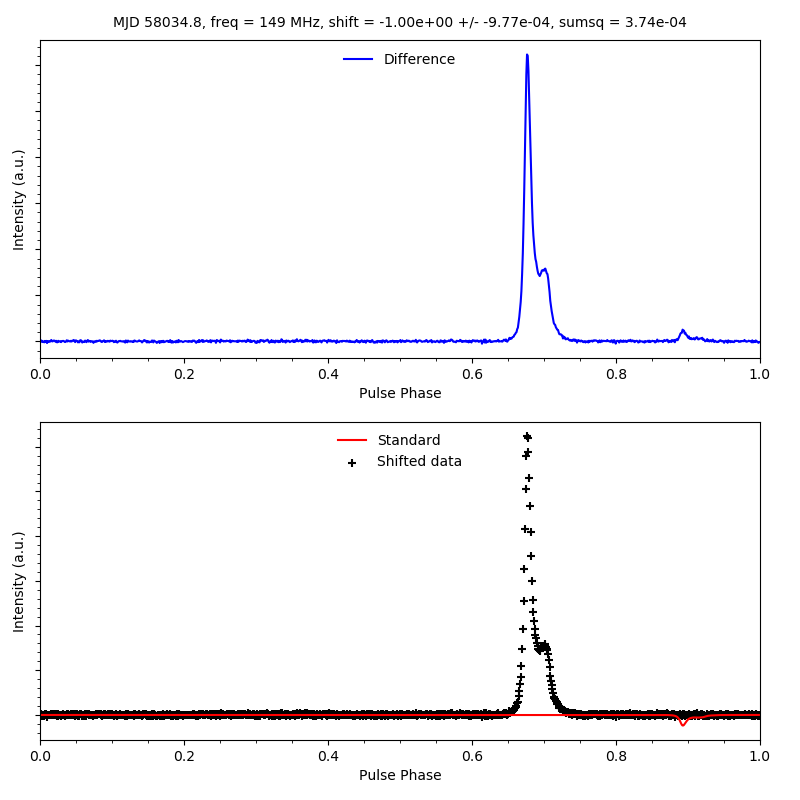 MJD 58034.8, freq = 149 MHz, shift = -1.00e+00 +/- -9.77e-04, sumsq = 3.74e-04
Difference
Intensity (a.u.)
0.0 0.2 0.4 0.6 0.8 1.0
Pulse Phase
Standard
Shifted data
Intensity (a.u.)
0.0 0.2 0.4 0.6 0.8 1.0
Pulse Phase